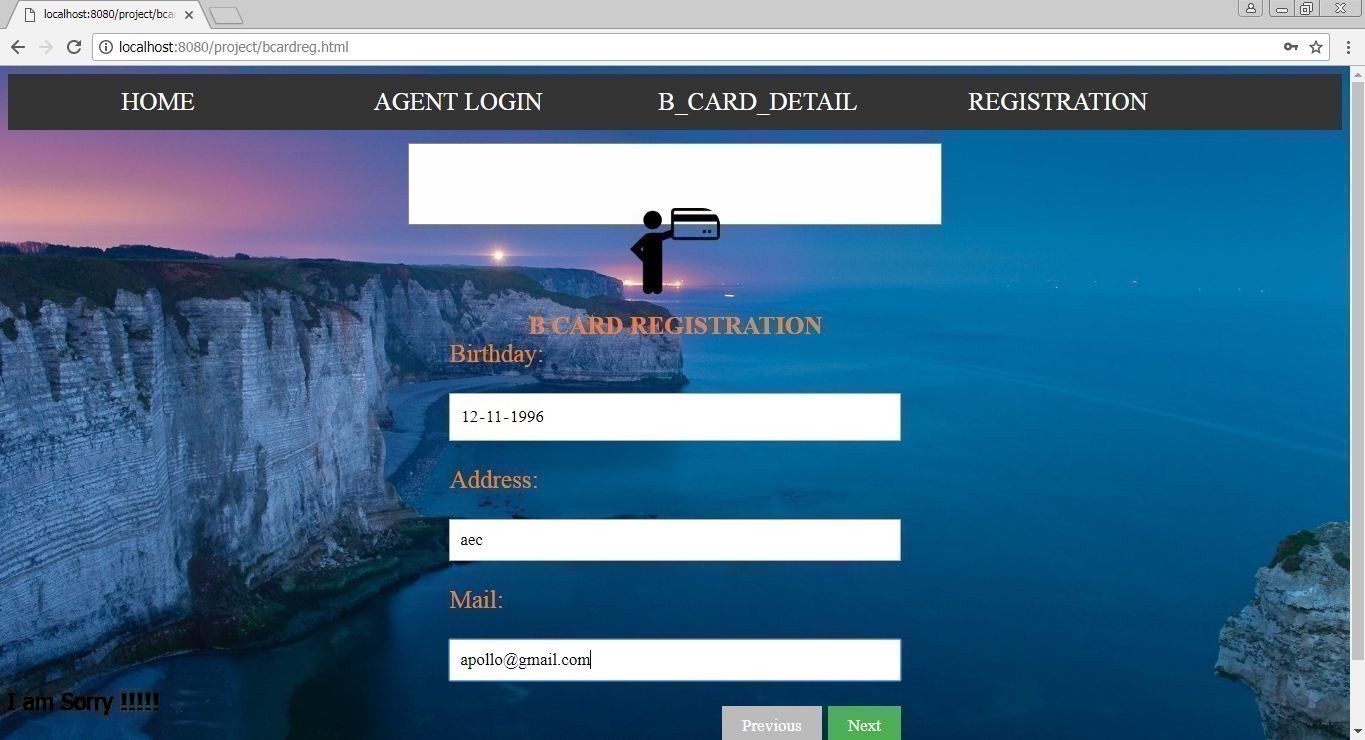 localhost:8080/project/bca
localhost:8080/project/bcardreg.html
HOME AGENT LOGIN B_CARD_DETAIL REGISTRATION
B CARD REGISTRATION
Birthday:
12-11-1996
Address:
aec
Mail:
apollo@gmail.com
I am Sorry !!!!!
Previous Next